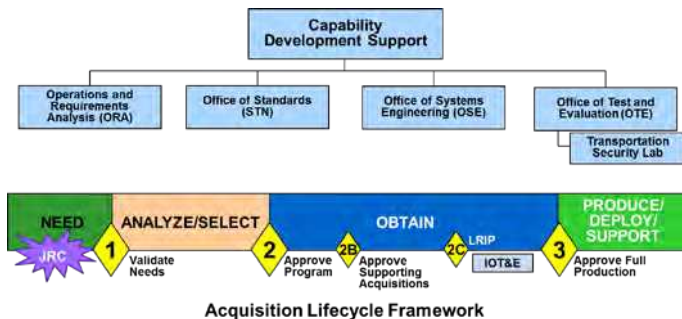 Capability
Development Support
Operations and
Requirements
Analysis (ORA)
Office of Standards
(STN)
Office of Systems
Engineering (OSE)
Office of Test and
Evaluation (OTE)
Transportation
Security Lab
NEED
ANALYZE/SELECT
OBTAIN
PRODUCE/
DEPLOY/
SUPPORT
JRC
1
Validate
Needs
2
Approve
Program
2B
Approve
Supporting
Acquisitions
2C
LRIP
IOT&E
3
Approve Full
Production
Acquisition Lifecycle Framework